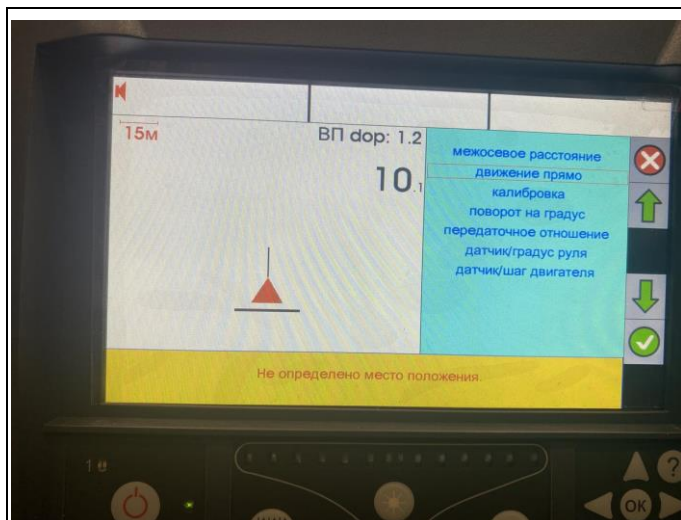 15м
ВП dop: 1.2
10.1
межосевое расстояние
движение прямо
калибровка
поворот на градус
передаточное отношение
датчик/градус руля
датчик/шаг двигателя
Не определено место положения.
1
?
OK